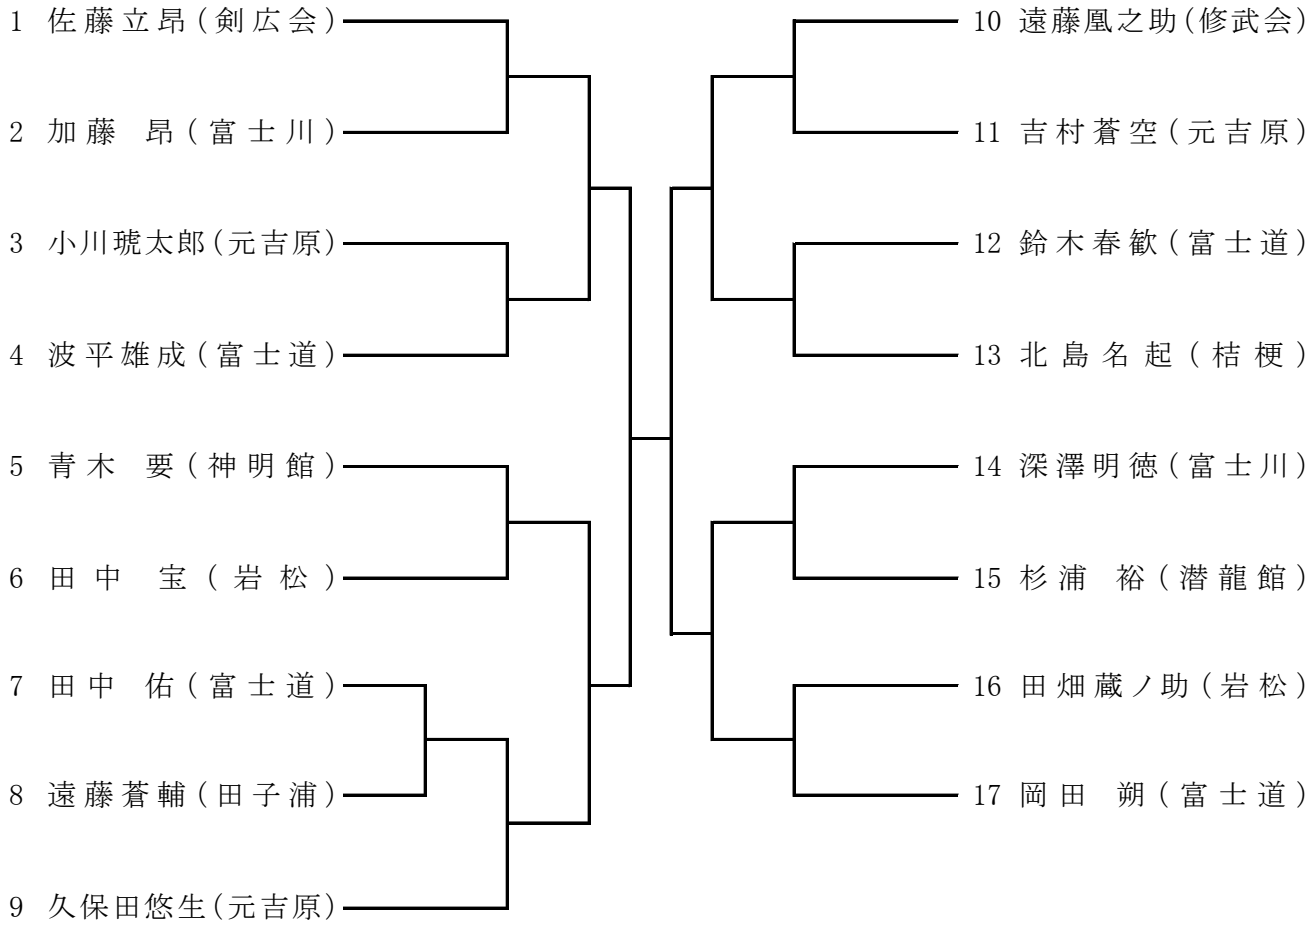 1 佐藤立昂(剣広会)
2 加藤 昂(富士川)
3 小川琥太郎(元吉原)
4 波平雄成(富士道)
5 青木 要(神明館)
6 田中 宝(岩松)
7 田中 佑(富士道)
8 遠藤蒼輔(田子浦)
9 久保田悠生(元吉原)
10 遠藤凰之助(修武会)
11 吉村蒼空(元吉原)
12 鈴木春歓(富士道)
13 北島名起(桔梗)
14 深澤明徳(富士川)
15 杉浦 裕(潜龍館)
16 田畑蔵ノ助(岩松)
17 岡田 朔(富士道)